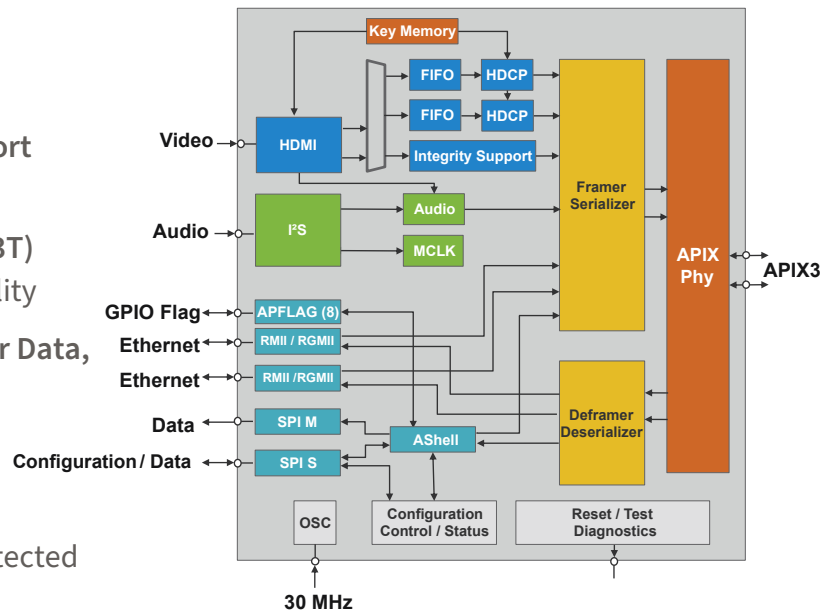 ort
BT)
lity
r Data,
tected
Key Memory
FIFO
HDCP
FIFO
HDCP
Video
HDMI
Integrity Support
Framer
Serializer
Audio
I²S
Audio
MCLK
APIX
Phy
APIX3
GPIO Flag
APFLAG (8)
Ethernet
RMII / RGMII
Ethernet
RMII /RGMII
Data
SPI M
Deframer
Deserializer
AShell
Configuration / Data
SPI S
OSC
Configuration
Control / Status
Reset / Test
Diagnostics
30 MHz